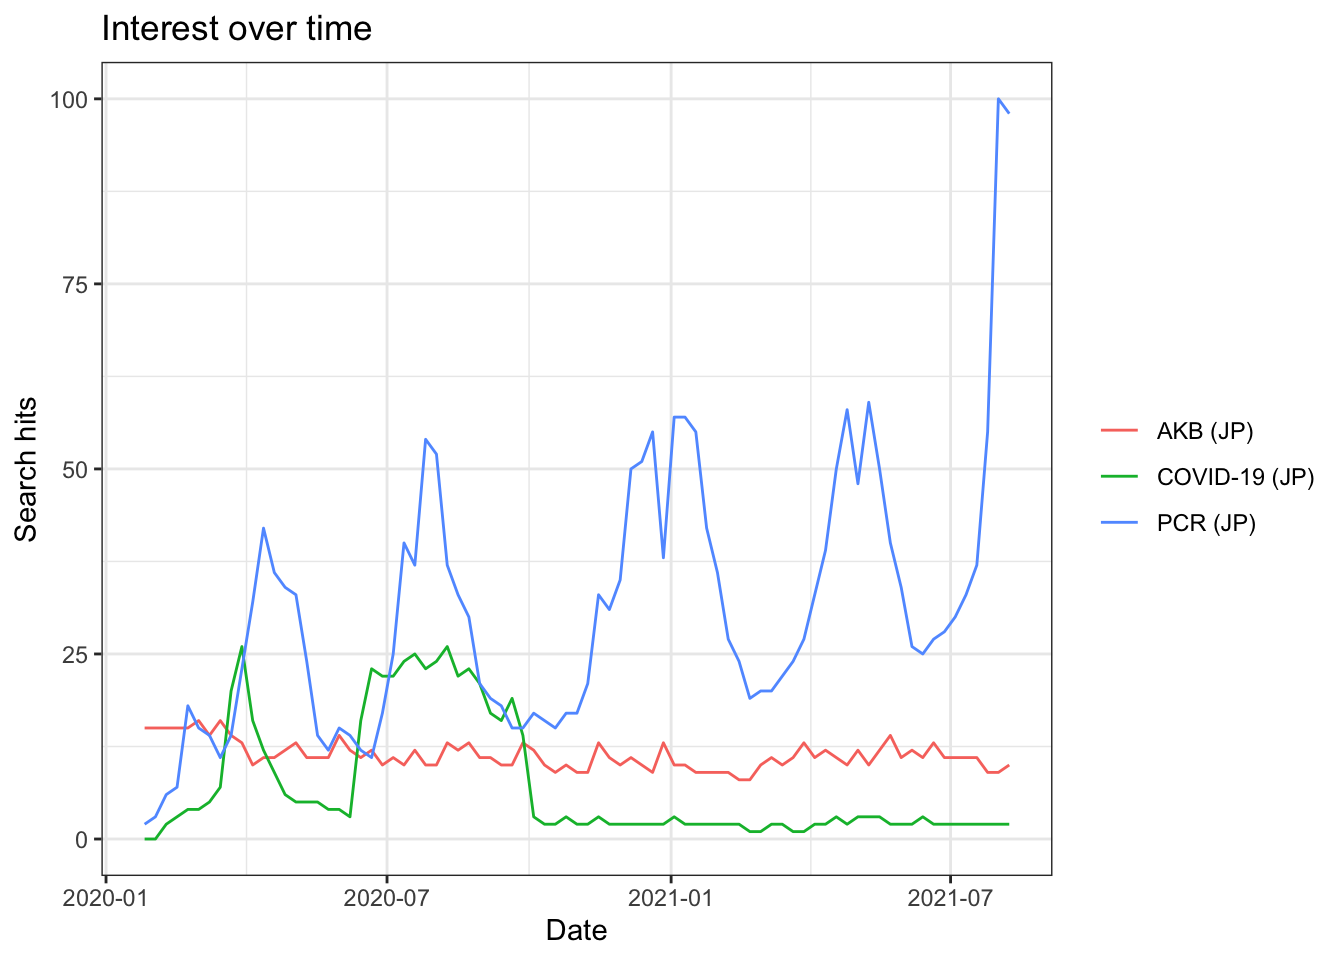 Interest over time
100
75
50
25
0
Search hits
2020-01
2020-07
2021-01
2021-07
Date
AKB (JP)
COVID-19 (JP)
PCR (JP)